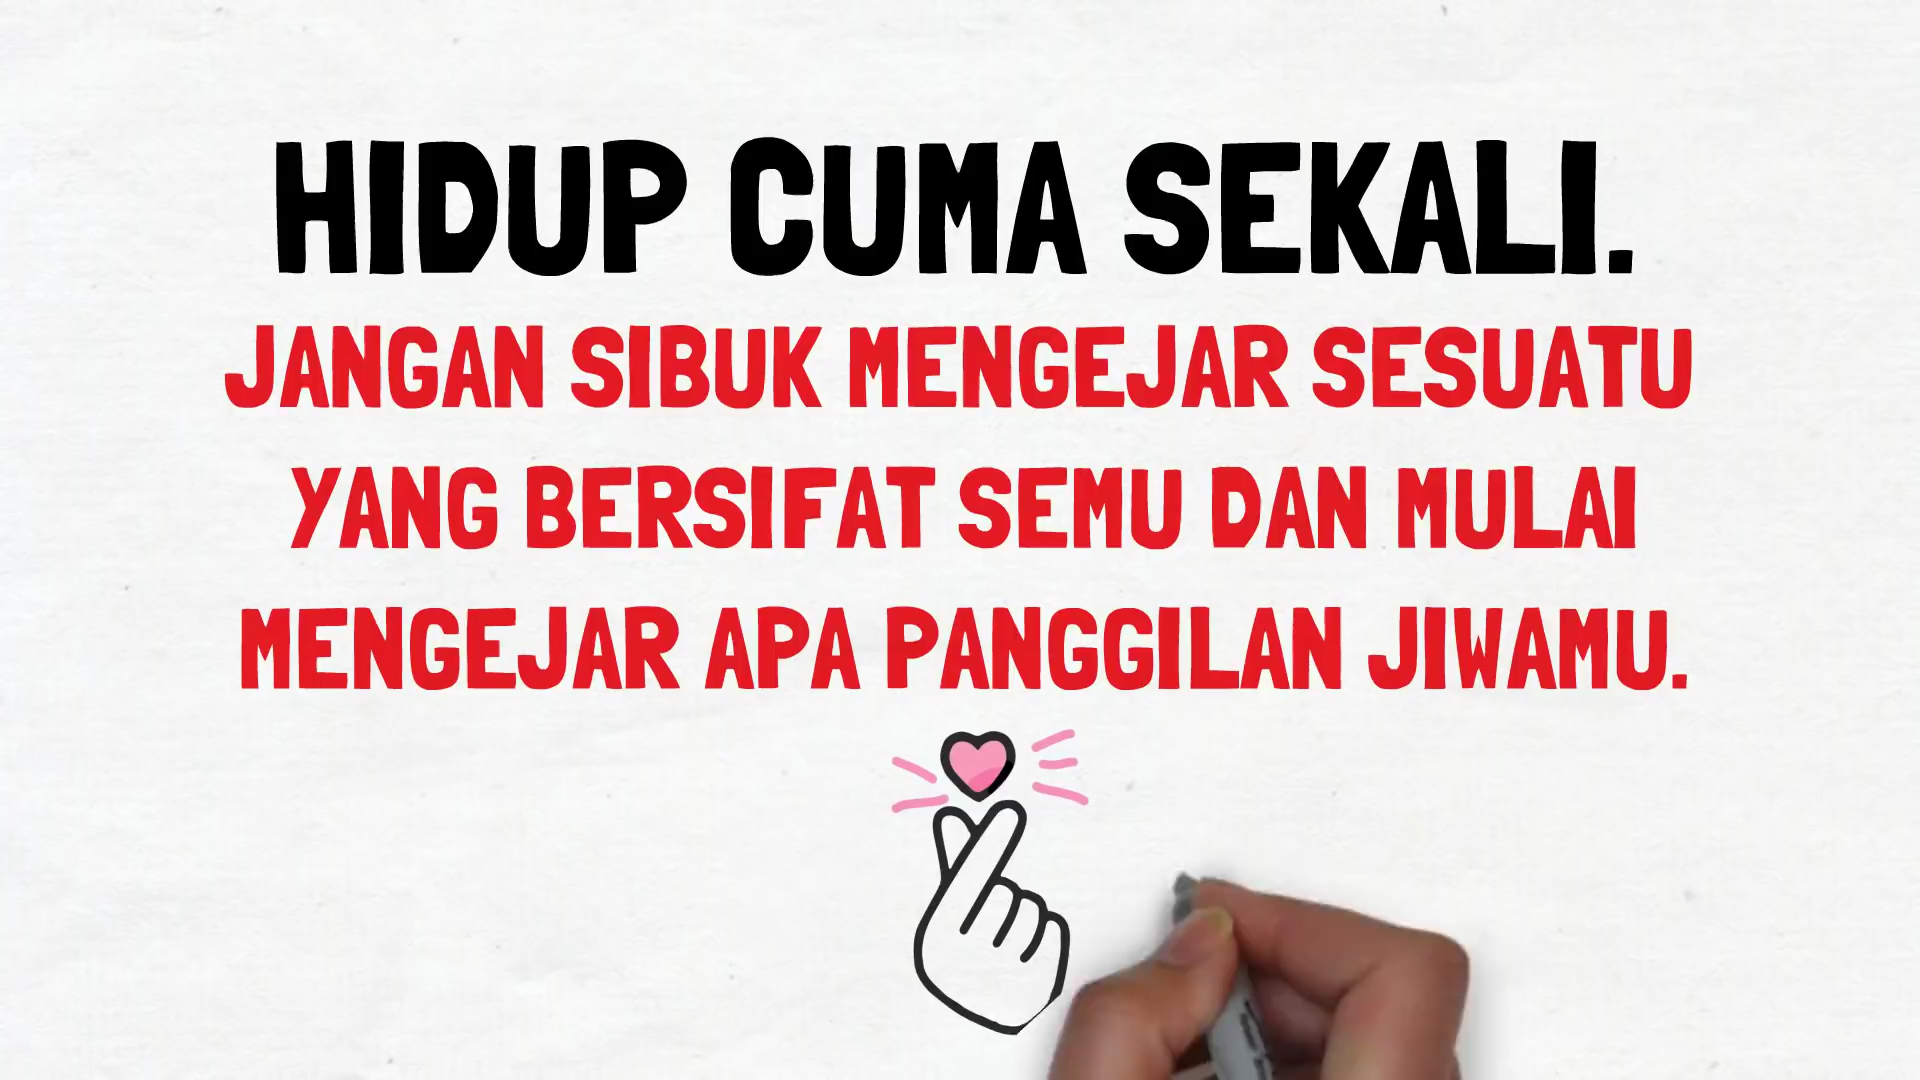 HIDUP CUMA SEKALI.
JANGAN SIBUK MENGEJAR SESUATU
YANG BERSIFAT SEMU DAN MULAI
MENGEJAR APA PANGGILAN JIWAMU.